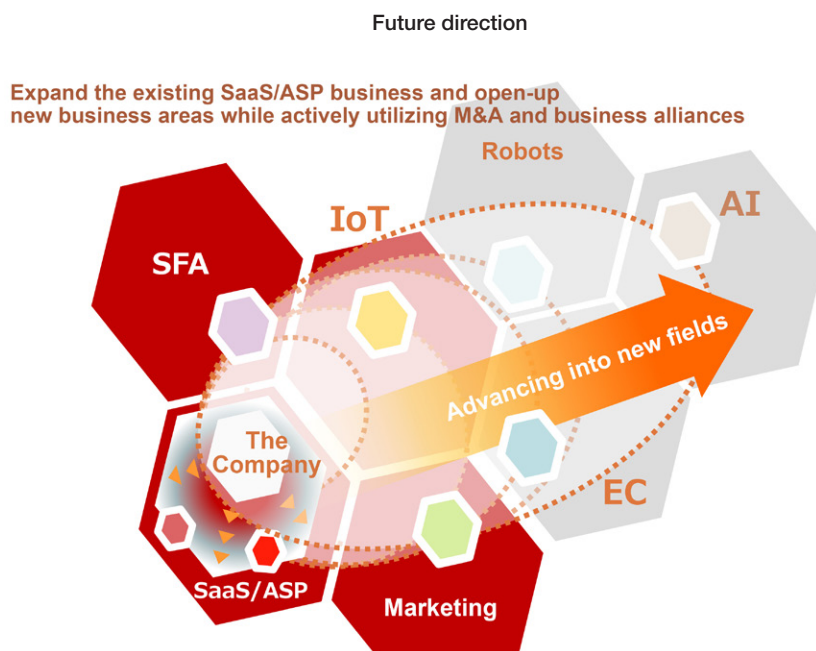 Future direction
Expand the existing SaaS/ASP business and open-up
new business areas while actively utilizing M&A and business alliances
Robots
AI
IoT
SFA
Advancing into new fields
The
Company
EC
SaaS/ASP
Marketing